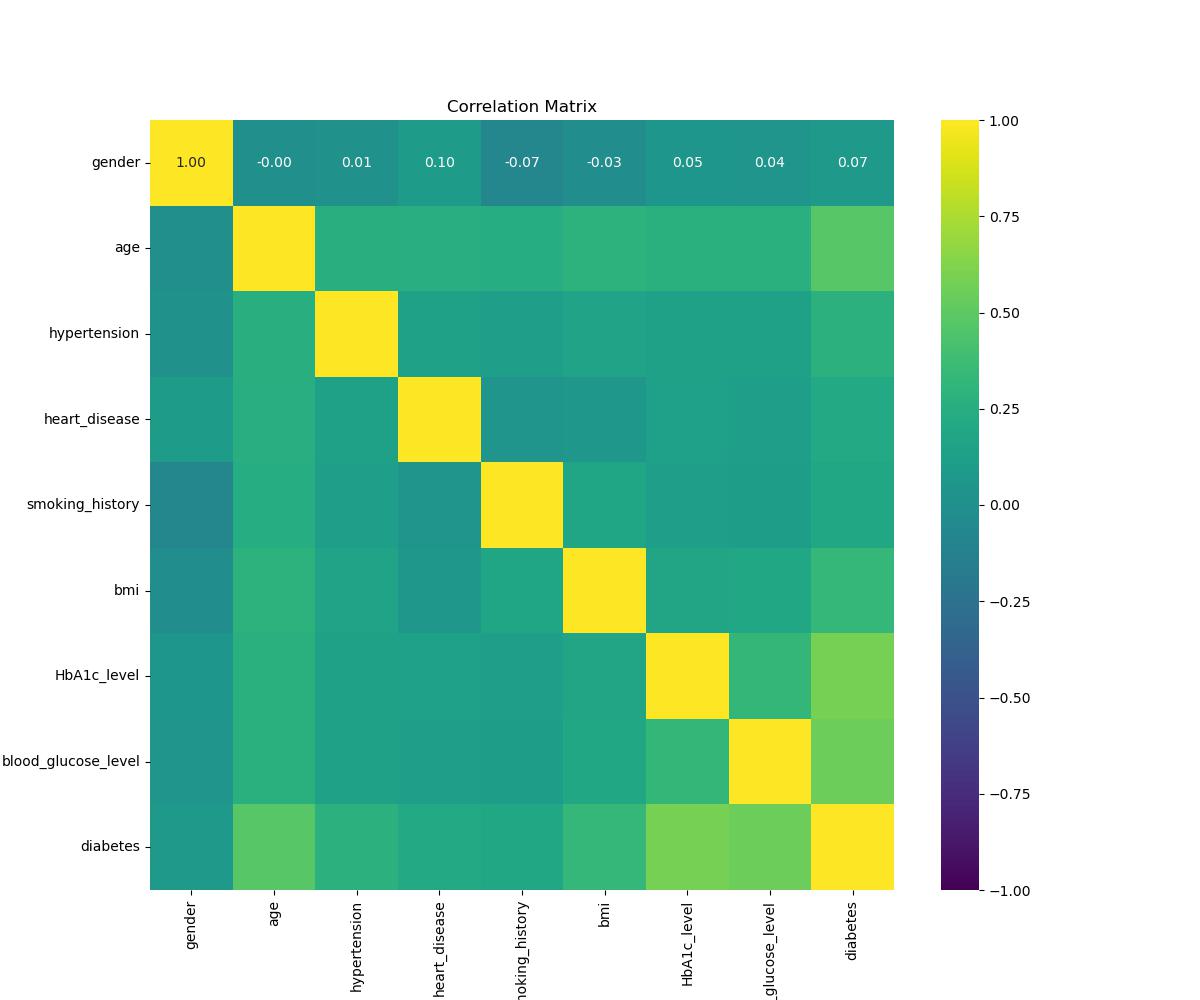 Correlation Matrix
gender 1.00 -0.00 0.01 0.10 -0.07 -0.03 0.05 0.04 0.07
age
hypertension
heart_disease
smoking_history
bmi
HbA1c_level
blood_glucose_level
diabetes
gender
age
hypertension
heart_disease
noking_history
bmi
HbA1c_level
_glucose_level
diabetes
1.00
0.75
0.50
0.25
0.00
−0.25
−0.50
−0.75
−1.00